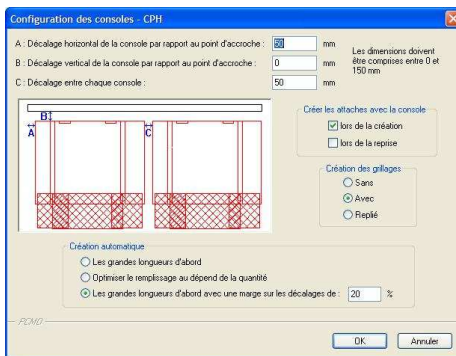 Configuration des consoles - CPH
A : Décalage horizontal de la console par rapport au point d'accroche : 50 mm
B : Décalage vertical de la console par rapport au point d'accroche : 0 mm
C : Décalage entre chaque console : 50 mm
Les dimensions doivent
être comprises entre 0 et
150 mm
B
A
C
Créer les attaches avec la console
lors de la création
lors de la reprise
Création des grillages
Sans
Avec
Replié
Création automatique
Les grandes longueurs d'abord
Optimiser le remplissage au dépend de la quantité
Les grandes longueurs d'abord avec une marge sur les décalages de : 20 %
OK
Annuler